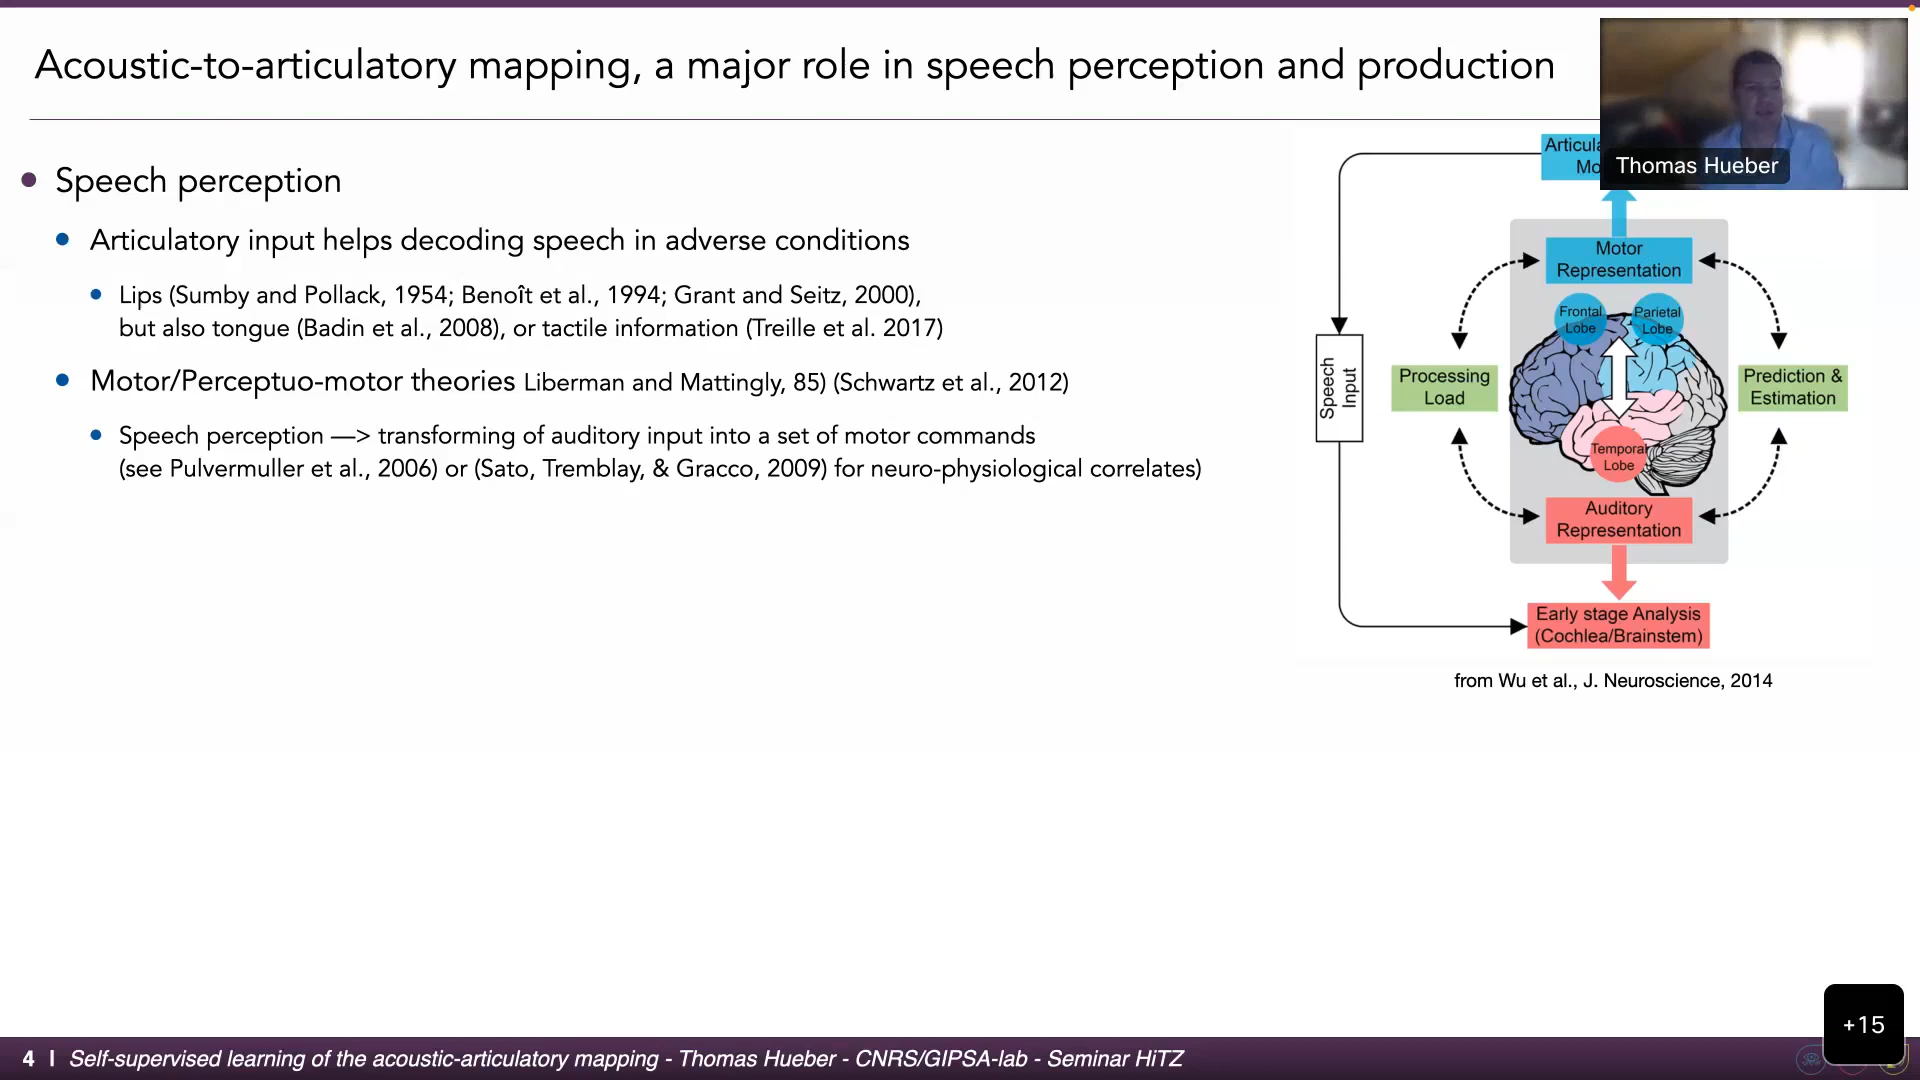 Acoustic-to-articulatory mapping, a major role in speech perception and production
Thomas Hueber
Speech perception
Articulatory input helps decoding speech in adverse conditions
Lips (Sumby and Pollack, 1954; Benoît et al., 1994; Grant and Seitz, 2000),
but also tongue (Badin et al., 2008), or tactile information (Treille et al. 2017)
Motor/Perceptuo-motor theories Liberman and Mattingly, 85) (Schwartz et al., 2012)
Speech perception —> transforming of auditory input into a set of motor commands
(see Pulvermuller et al., 2006) or (Sato, Tremblay, & Gracco, 2009) for neuro-physiological correlates)
Motor
Representation
Frontal
Lobe
Parietal
Lobe
Speech
Input
Processing
Load
Prediction &
Estimation
Temporal
Lobe
Auditory
Representation
Early stage Analysis
(Cochlea/Brainstem)
from Wu et al., J. Neuroscience, 2014
+15
4 | Self-supervised learning of the acoustic-articulatory mapping - Thomas Hueber - CNRS/GIPSA-lab - Seminar HiTZ